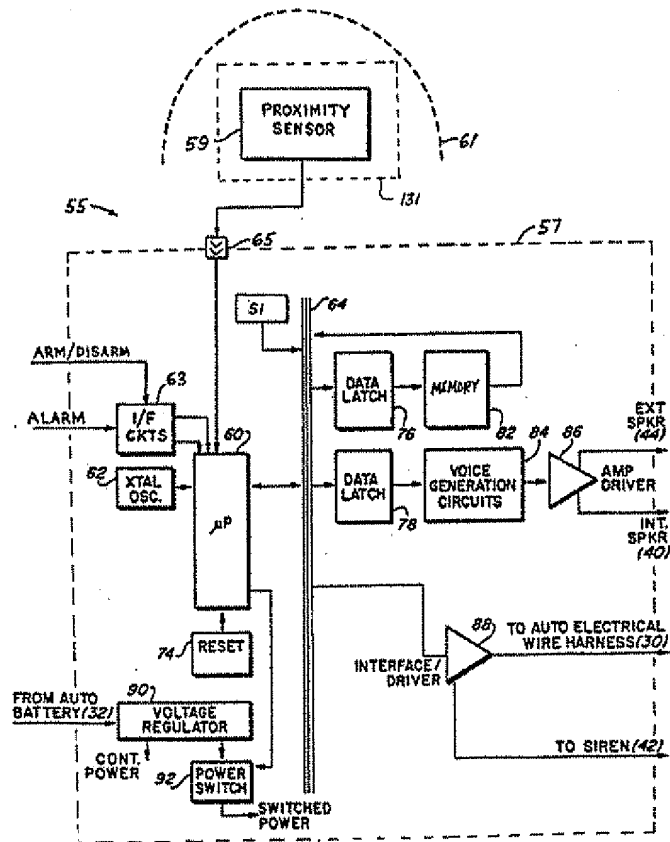 PROXIMITY
SENSOR
59
61
131
55
65
57
51
64
ARM/DISARM
63
ALARM
I/F
CKTS
60
DATA
LATCH
76
MEMORY
82
EXT
SPKR
(44)
62
XTAL
OSC.
µP
DATA
LATCH
78
84
VOICE
GENERATION
CIRCUITS
86
AMP
DRIVER
INT.
SPKR
(40)
74
RESET
88
INTERFACE/
DRIVER
TO AUTO ELECTRICAL
WIRE HARNESS(30)
FROM AUTO
BATTERY(32)
90
VOLTAGE
REGULATOR
TO SIREN(42)
CONT.
POWER
92
POWER
SWITCH
SWITCHED
POWER